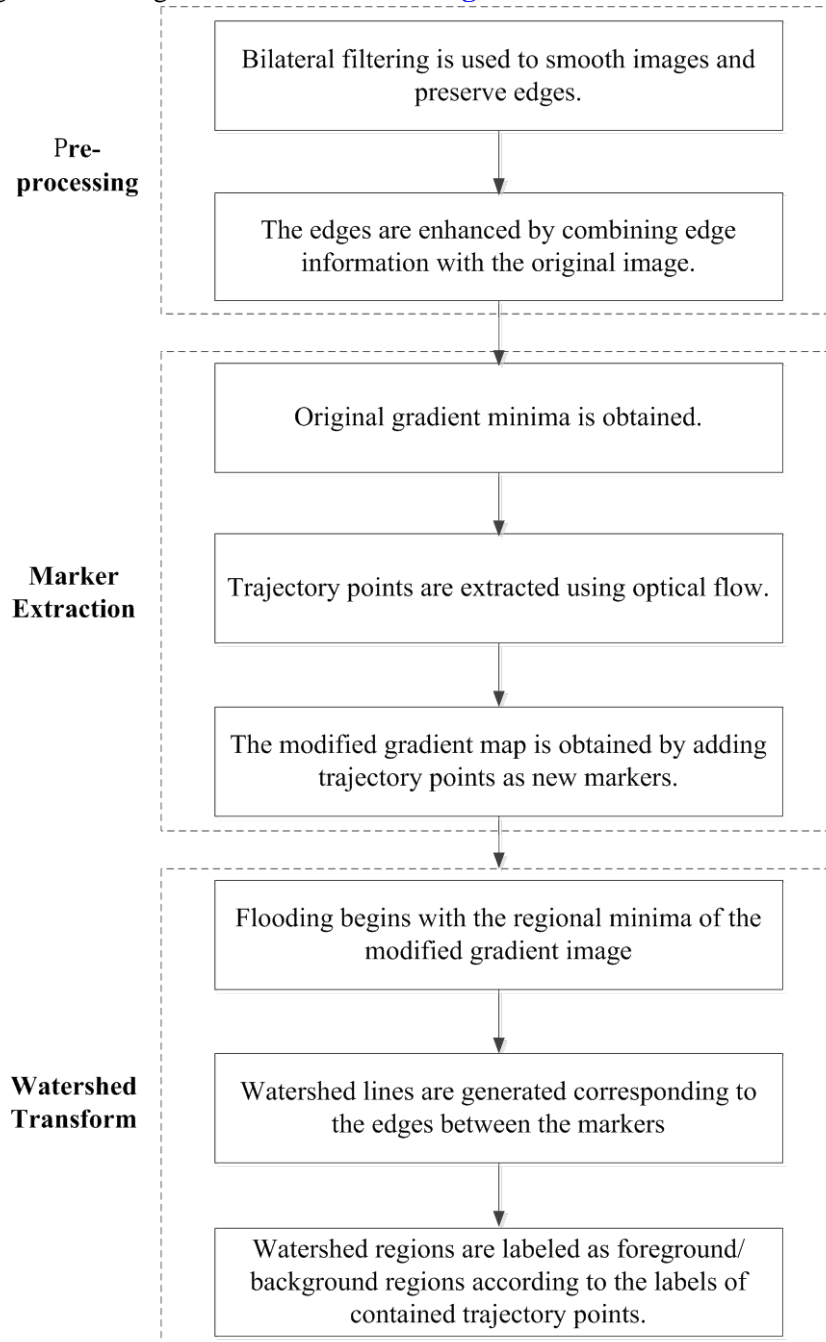 Bilateral filtering is used to smooth images and
preserve edges.
Pre-
processing
The edges are enhanced by combining edge
information with the original image.
Original gradient minima is obtained.
Marker
Extraction
Trajectory points are extracted using optical flow.
The modified gradient map is obtained by adding
trajectory points as new markers.
Flooding begins with the regional minima of the
modified gradient image
Watershed
Transform
Watershed lines are generated corresponding to
the edges between the markers
Watershed regions are labeled as foreground/
background regions according to the labels of
contained trajectory points.